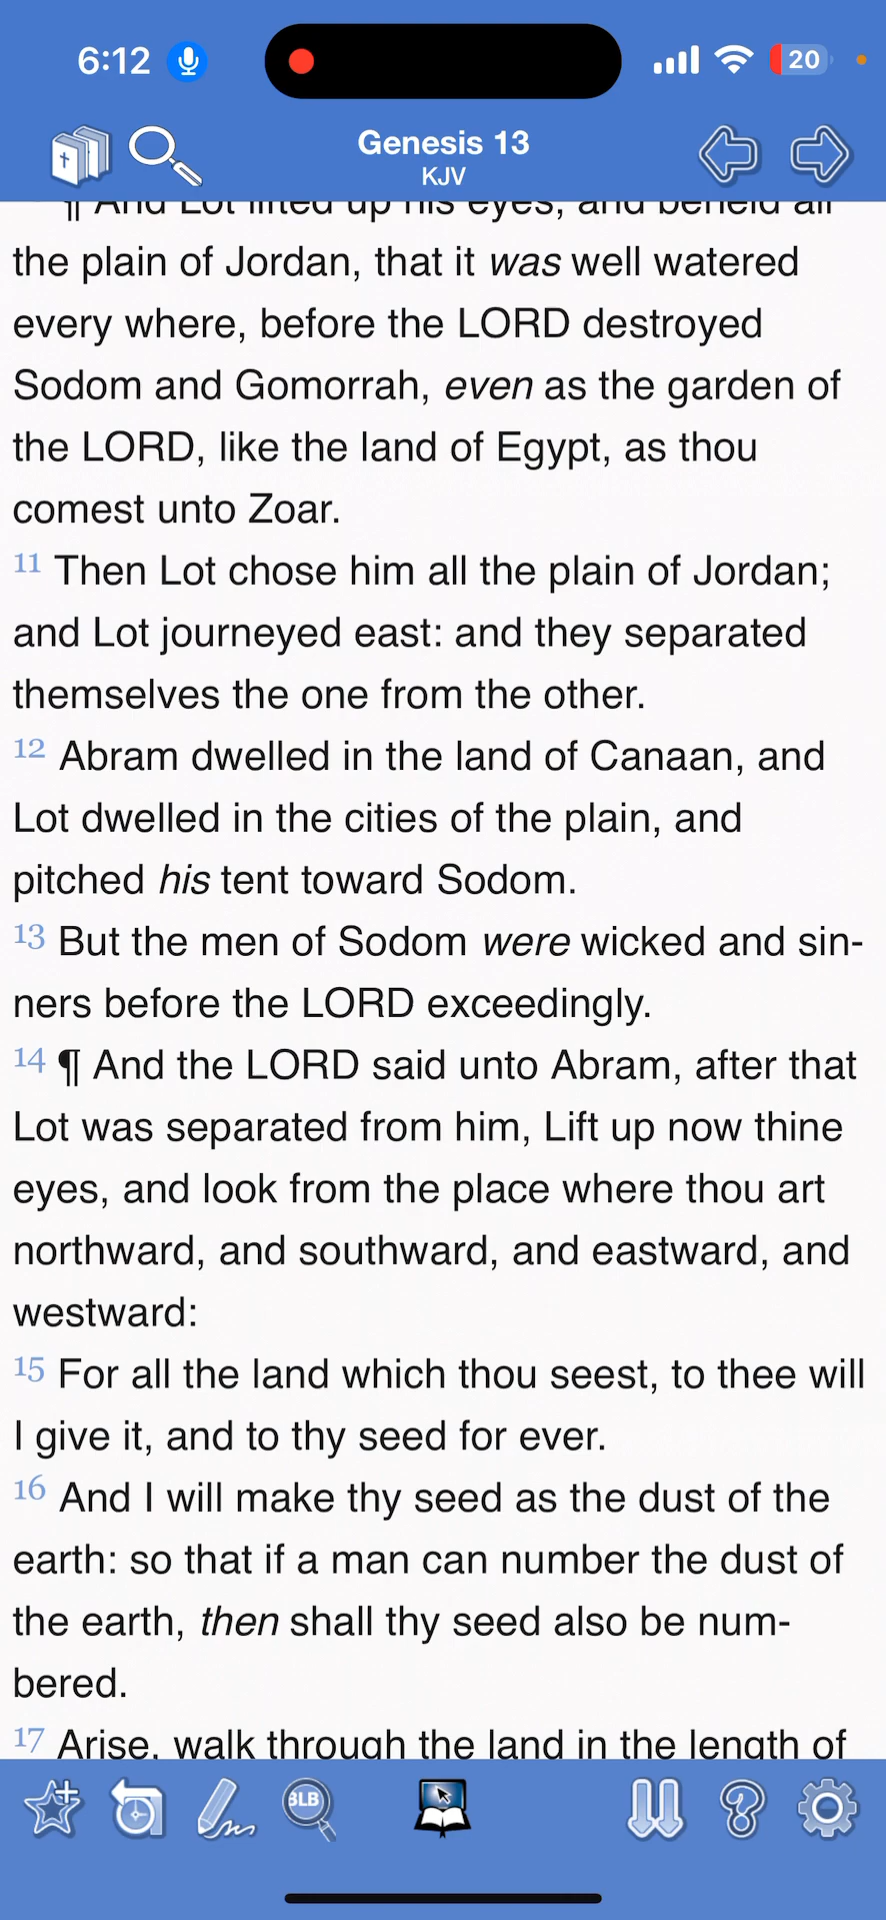 6:12
20
Genesis 13
KJV
¶ And Lot lifted up his eyes, and beheld all
the plain of Jordan, that it was well watered
every where, before the LORD destroyed
Sodom and Gomorrah, even as the garden of
the LORD, like the land of Egypt, as thou
comest unto Zoar.
11 Then Lot chose him all the plain of Jordan;
and Lot journeyed east: and they separated
themselves the one from the other.
12 Abram dwelled in the land of Canaan, and
Lot dwelled in the cities of the plain, and
pitched his tent toward Sodom.
13 But the men of Sodom were wicked and sin-
ners before the LORD exceedingly.
14 ¶ And the LORD said unto Abram, after that
Lot was separated from him, Lift up now thine
eyes, and look from the place where thou art
northward, and southward, and eastward, and
westward:
15 For all the land which thou seest, to thee will
I give it, and to thy seed for ever.
16 And I will make thy seed as the dust of the
earth: so that if a man can number the dust of
the earth, then shall thy seed also be num-
bered.
17 Arise, walk through the land in the length of
BLB